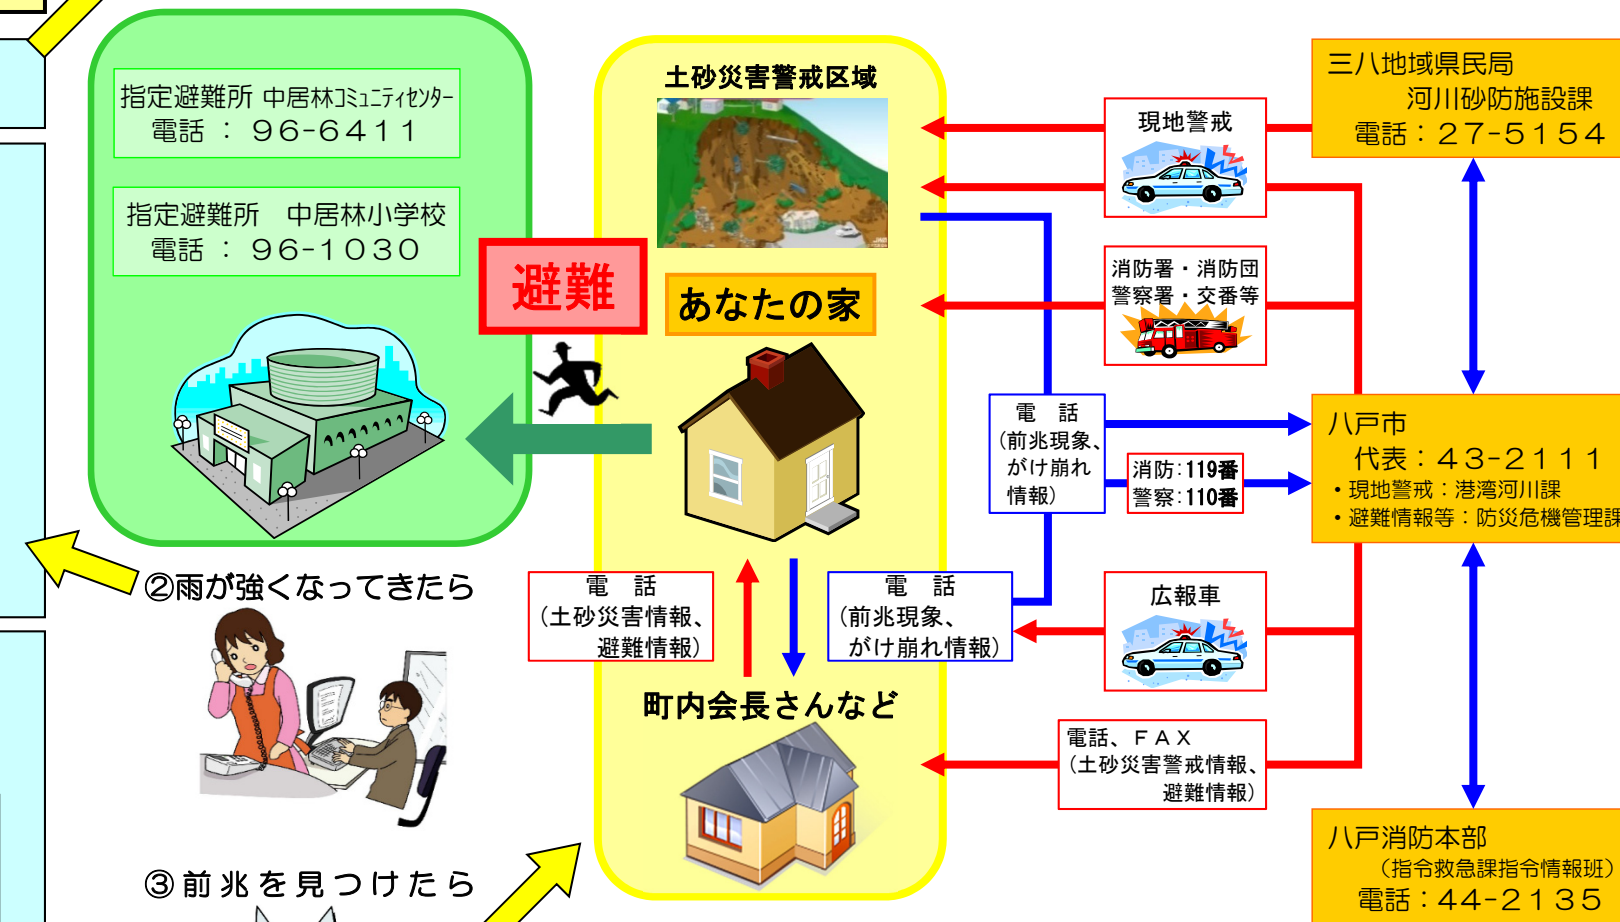 指定避難所 中居林コミュニティセンター
電話 : 96-6411
指定避難所　中居林小学校
電話 : 96-1030
避難
②雨が強くなってきたら
③前兆を見つけたら
土砂災害警戒区域
あなたの家
電　話
(土砂災害情報、
避難情報)
電　話
(前兆現象、
がけ崩れ情報)
町内会長さんなど
電　話
(前兆現象、
がけ崩れ
情報)
現地警戒
消防署・消防団
警察署・交番等
消防:119番
警察:110番
広報車
電話、ＦＡＸ
(土砂災害警戒情報、
避難情報)
三八地域県民局
河川砂防施設課
電話：27-5154
八戸市
代表：43-2111
・現地警戒：港湾河川課
・避難情報等：防災危機管理課
八戸消防本部
(指令救急課指令情報班)
電話：44-2135